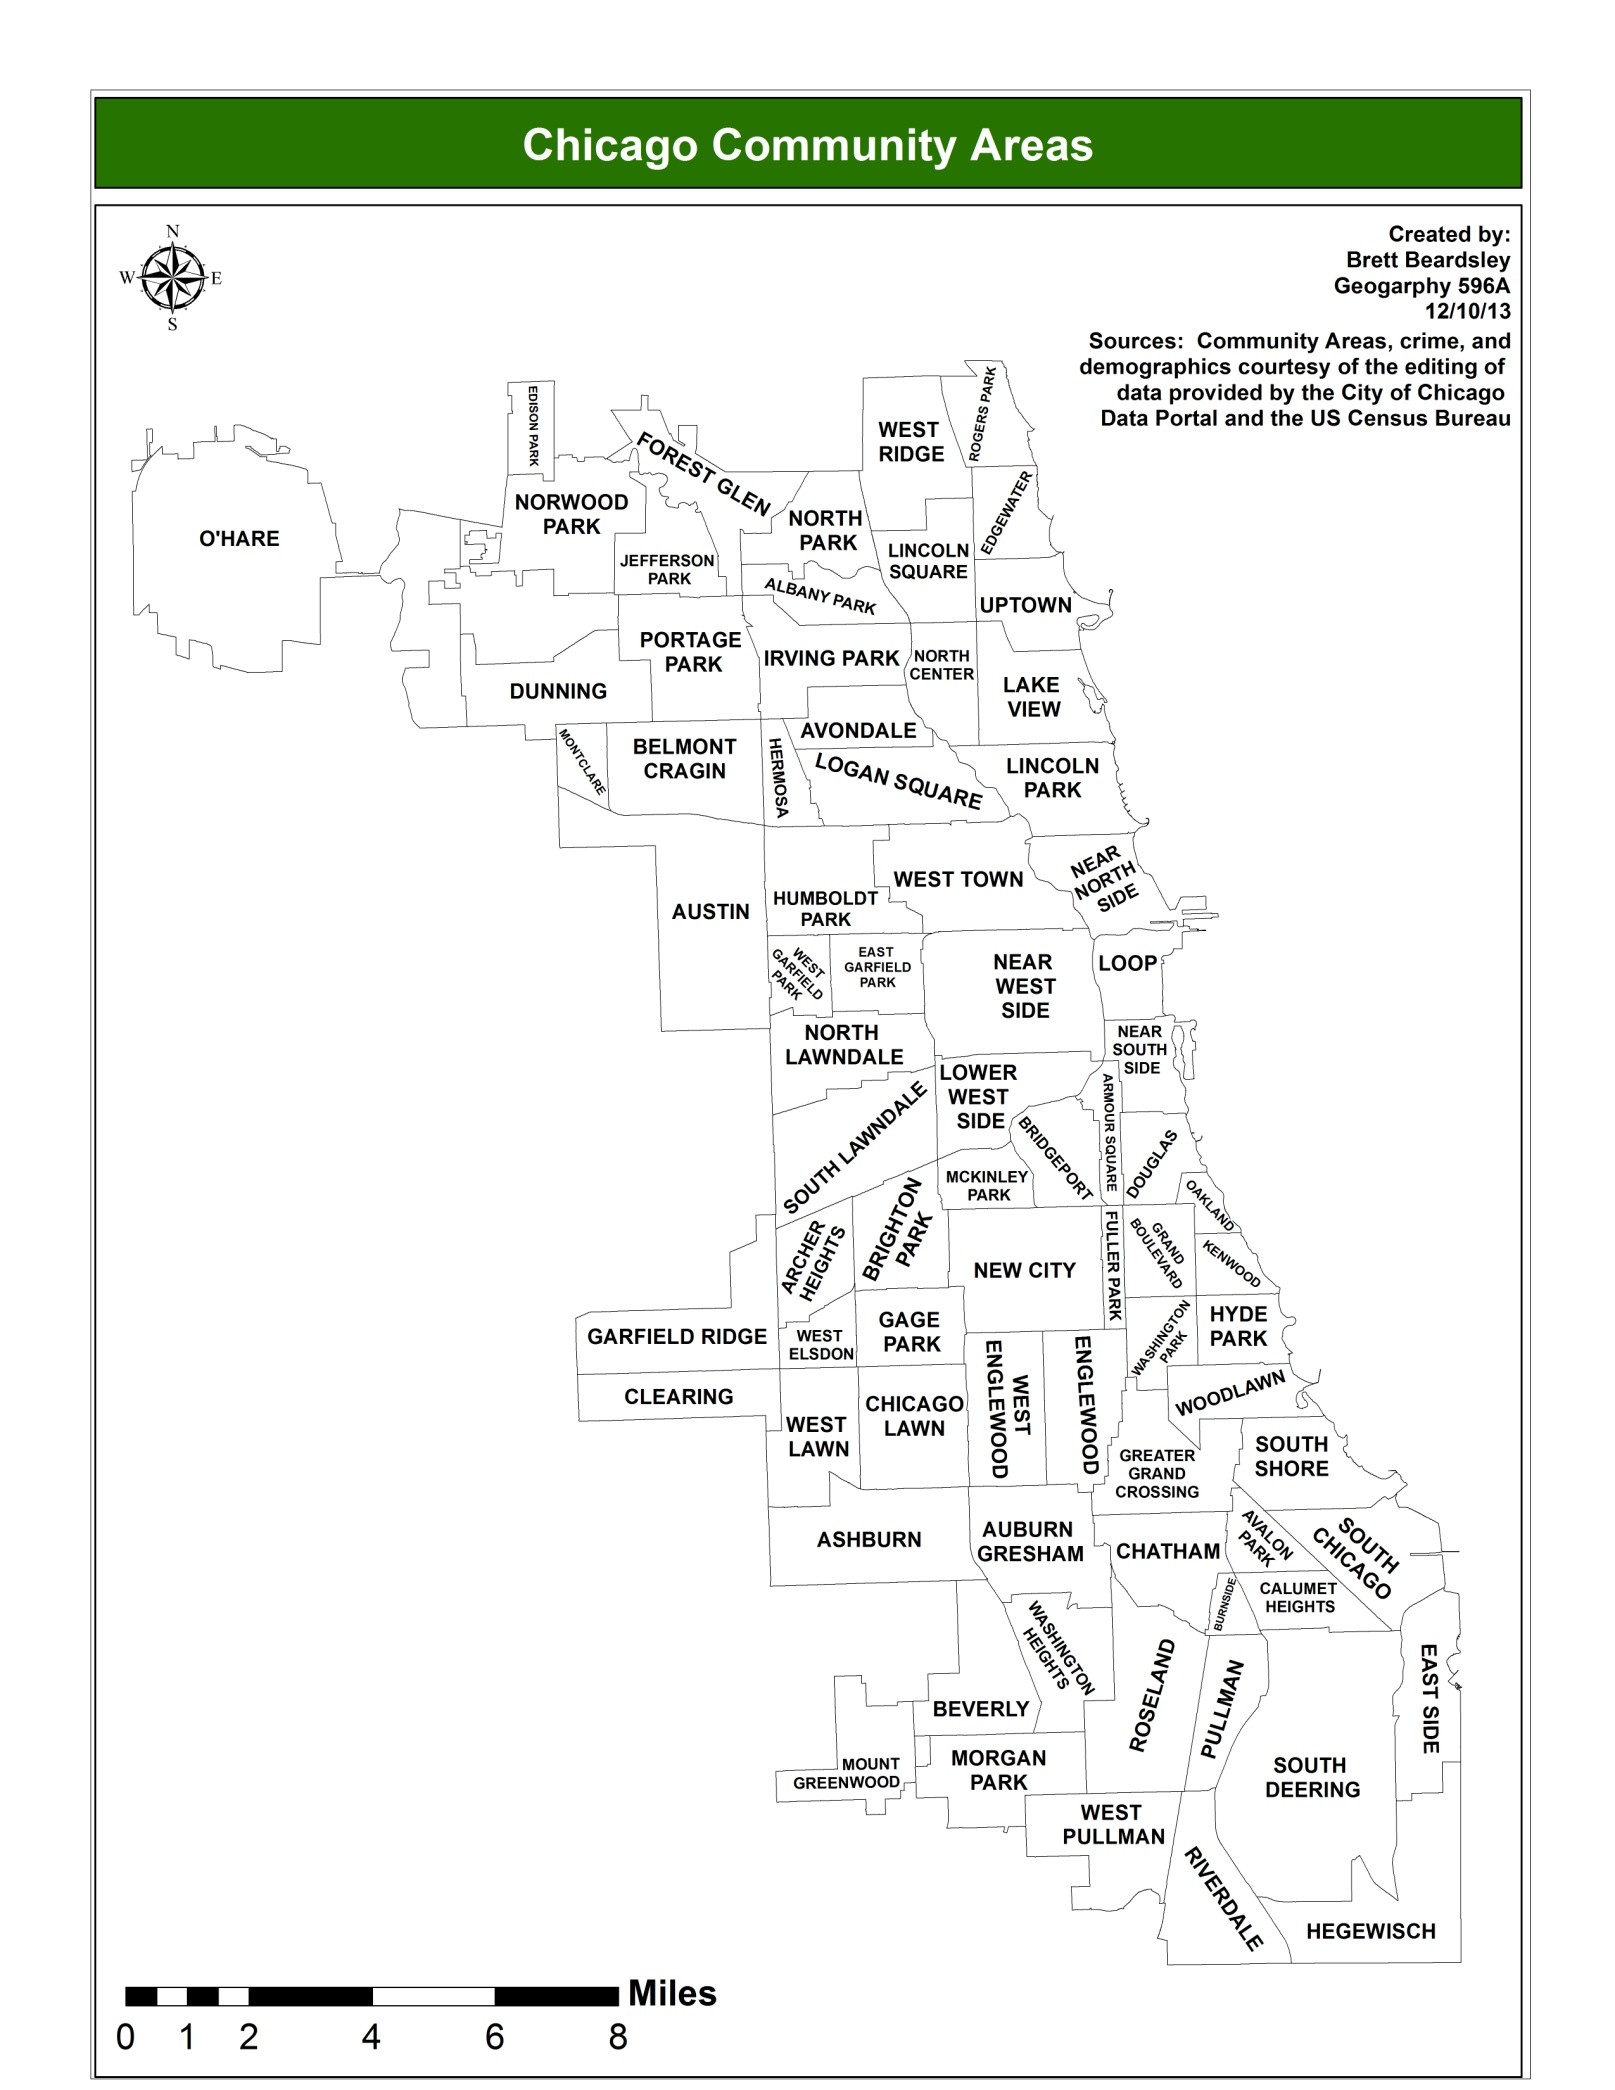 Chicago Community Areas
N
W
E
S
Created by:
Brett Beardsley
Geogarphy 596A
12/10/13
Sources:  Community Areas, crime, and
demographics courtesy of the editing of
data provided by the City of Chicago
Data Portal and the US Census Bureau
EDISON PARK
ROGERS PARK
WEST
RIDGE
FOREST GLEN
O'HARE
NORWOOD
PARK
NORTH
PARK
EDGEWATER
JEFFERSON
PARK
LINCOLN
SQUARE
ALBANY PARK
UPTOWN
PORTAGE
PARK
IRVING PARK
NORTH
CENTER
DUNNING
LAKE
VIEW
AVONDALE
MONTCLARE
BELMONT
CRAGIN
HERMOSA
LOGAN SQUARE
LINCOLN
PARK
AUSTIN
HUMBOLDT
PARK
WEST TOWN
NEAR
NORTH
SIDE
WEST
GARFIELD
PARK
EAST
GARFIELD
PARK
NEAR
WEST
SIDE
LOOP
NORTH
LAWNDALE
NEAR
SOUTH
SIDE
LOWER
WEST
SIDE
ARMOUR SQUARE
SOUTH LAWNDALE
BRIDGEPORT
DOUGLAS
MCKINLEY
PARK
OAKLAND
ARCHER
HEIGHTS
BRIGHTON
PARK
NEW CITY
FULLER PARK
GRAND
BOULEVARD
KENWOOD
GARFIELD RIDGE
WEST
ELSDON
GAGE
PARK
WASHINGTON
PARK
HYDE
PARK
CLEARING
WEST
LAWN
CHICAGO
LAWN
WEST
ENGLEWOOD
ENGLEWOOD
WOODLAWN
GREATER
GRAND
CROSSING
SOUTH
SHORE
ASHBURN
AUBURN
GRESHAM
CHATHAM
AVALON
PARK
SOUTH
CHICAGO
BURNSIDE
CALUMET
HEIGHTS
WASHINGTON
HEIGHTS
BEVERLY
ROSELAND
PULLMAN
EAST SIDE
MOUNT
GREENWOOD
MORGAN
PARK
SOUTH
DEERING
WEST
PULLMAN
RIVERDALE
HEGEWISCH
Miles
0 1 2 4 6 8